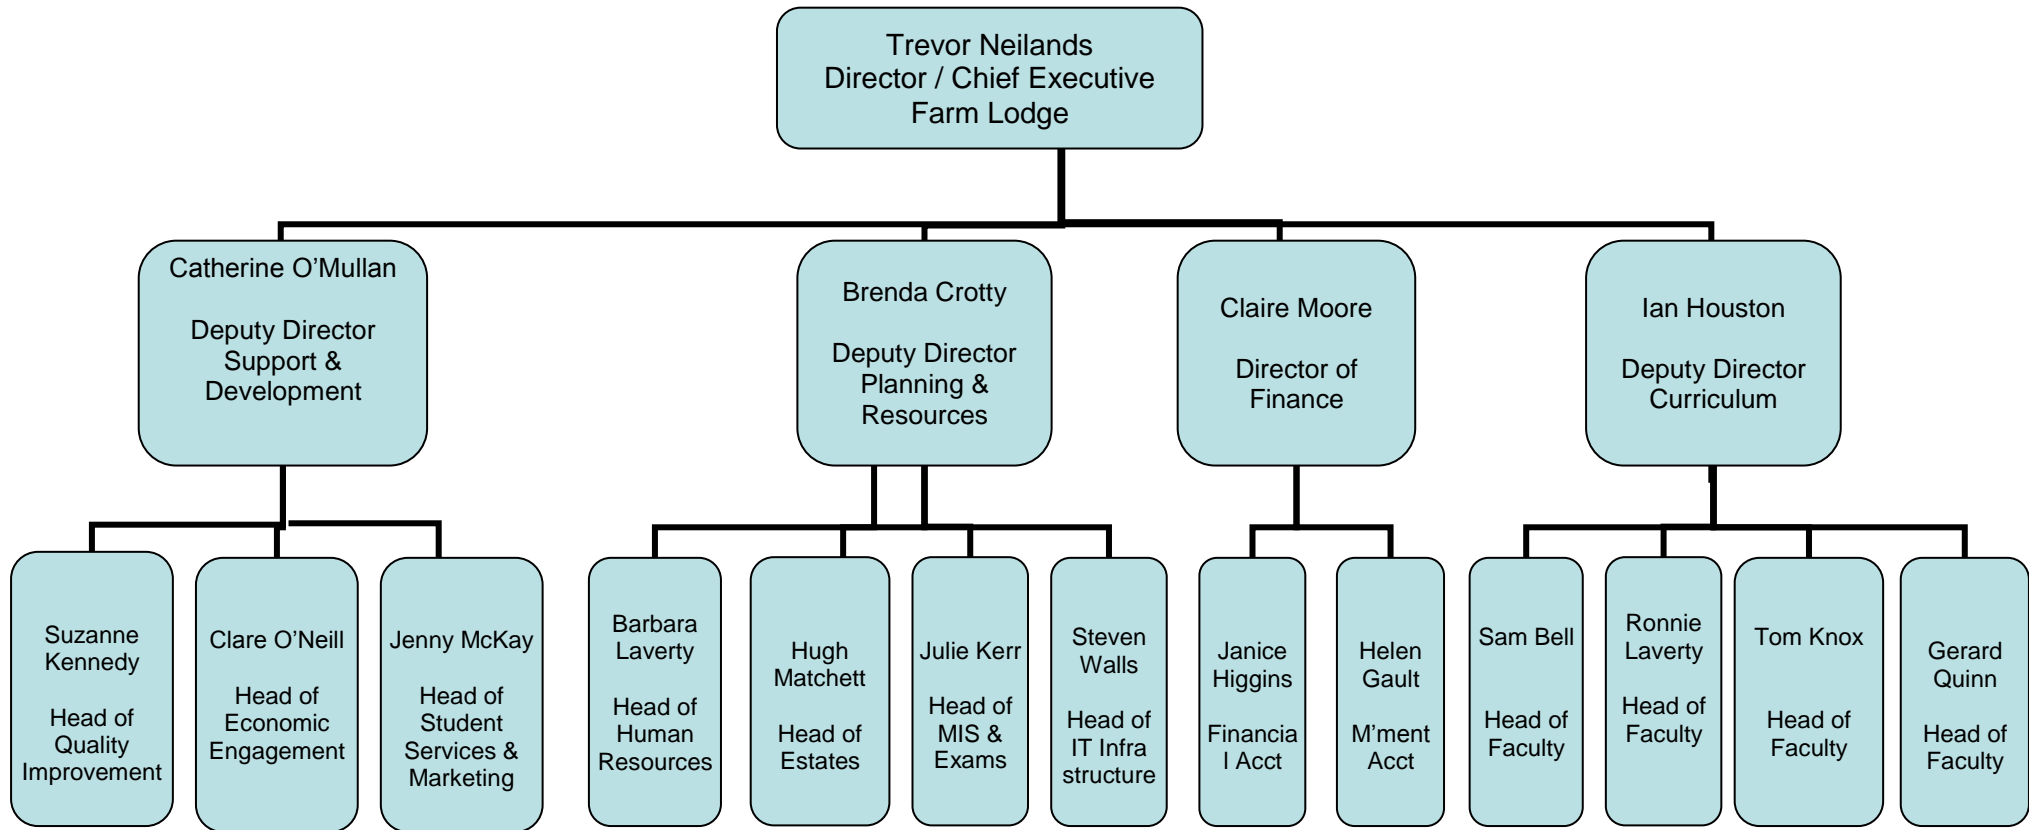 Trevor Neilands
Director / Chief Executive
Farm Lodge
Catherine O’Mullan
Deputy Director
Support &
Development
Brenda Crotty
Deputy Director
Planning &
Resources
Claire Moore
Director of
Finance
Ian Houston
Deputy Director
Curriculum
Suzanne
Kennedy
Head of
Quality
Improvement
Clare O’Neill
Head of
Economic
Engagement
Jenny McKay
Head of
Student
Services &
Marketing
Barbara
Laverty
Head of
Human
Resources
Hugh
Matchett
Head of
Estates
Julie Kerr
Head of
MIS &
Exams
Steven
Walls
Head of
IT Infra
structure
Janice
Higgins
Financia
l Acct
Helen
Gault
M’ment
Acct
Sam Bell
Head of
Faculty
Ronnie
Laverty
Head of
Faculty
Tom Knox
Head of
Faculty
Gerard
Quinn
Head of
Faculty